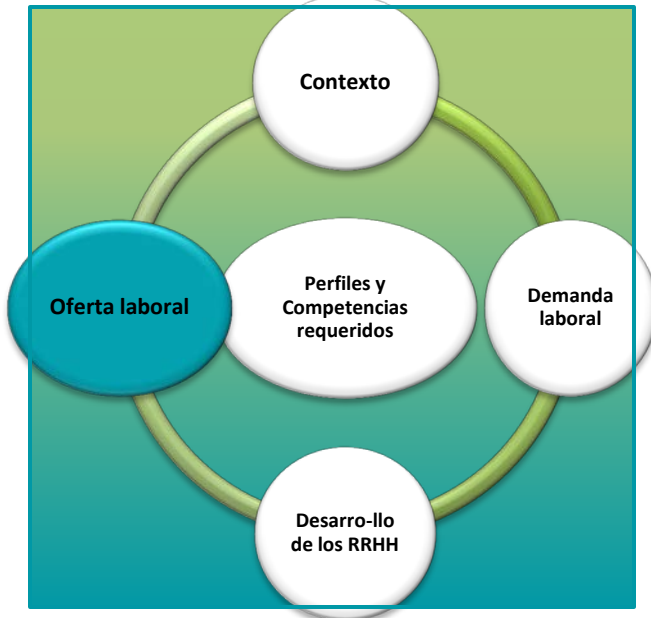 Contexto
Oferta laboral
Perfiles y
Competencias
requeridos
Demanda
laboral
Desarro-llo
de los RRHH